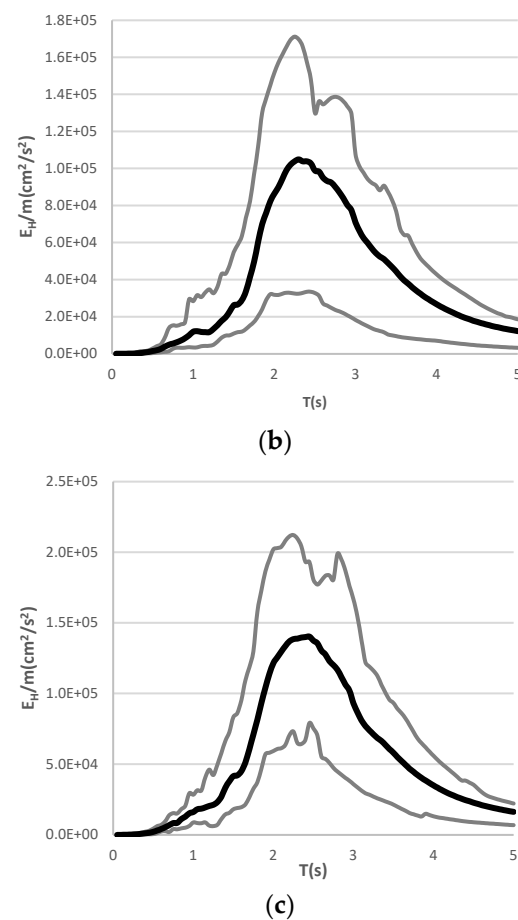 1.8E+05
1.6E+05
1.4E+05
1.2E+05
1.0E+05
8.0E+04
6.0E+04
4.0E+04
2.0E+04
0.0E+00
E_H/m(cm²/s²)
0 1 2 3 4 5
T(s)
(b)
2.5E+05
2.0E+05
1.5E+05
1.0E+05
5.0E+04
0.0E+00
E_H/m(cm²/s²)
0 1 2 3 4 5
T(s)
(c)